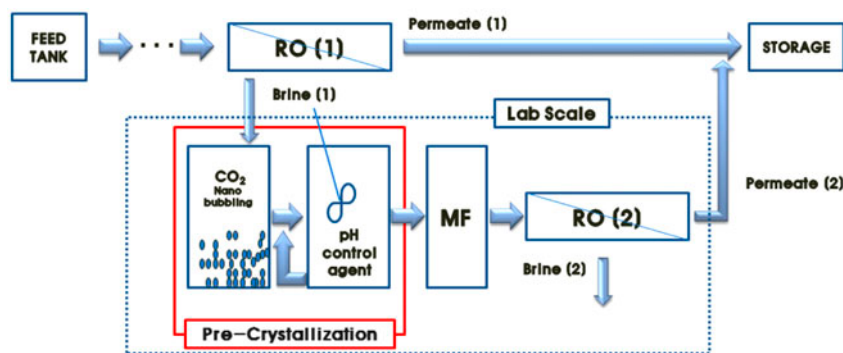 FEED
TANK
RO (1)
Permeate (1)
STORAGE
Brine (1)
Lab Scale
CO₂
Nano
bubbling
pH
control
agent
MF
RO (2)
Permeate (2)
Brine (2)
Pre-Crystallization